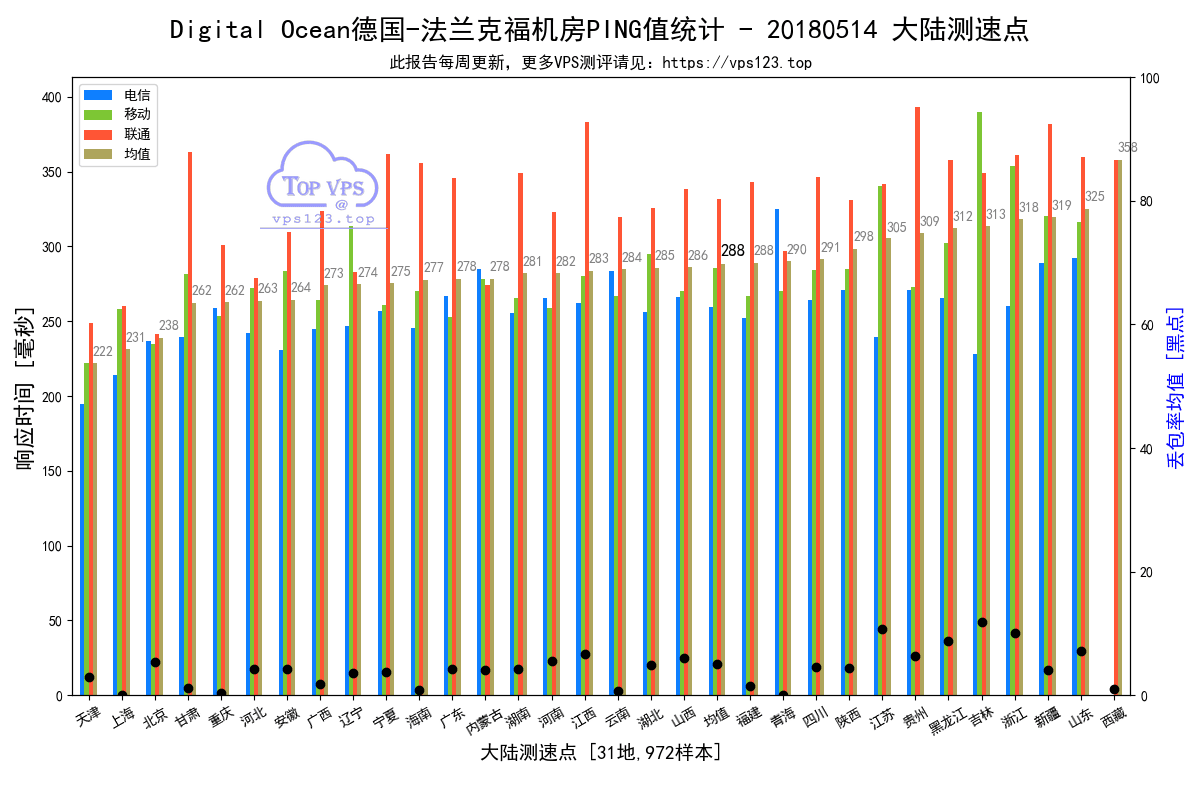 Digital Ocean德国-法兰克福机房PING值统计 - 20180514 大陆测速点
此报告每周更新，更多VPS测评请见：https://vps123.top
电信
移动
联通
均值
TOP VPS
@
vps123.top
响应时间 [毫秒]
400
350
300
250
200
150
100
50
0
222 231 238 262 262 263 264 273 274 275 277 278 278 281 282 283 284 285 286 288 288 290 291 298 305 309 312 313 318 319 325 358
100
80
60
40
20
0
丢包率均值 [黑点]
天津 上海 北京 甘肃 重庆 河北 安徽 广西 辽宁 宁夏 海南 广东 内蒙古 湖南 河南 江西 云南 湖北 山西 均值 福建 青海 四川 陕西 江苏 贵州 黑龙江 吉林 浙江 新疆 山东 西藏
大陆测速点 [31地,972样本]